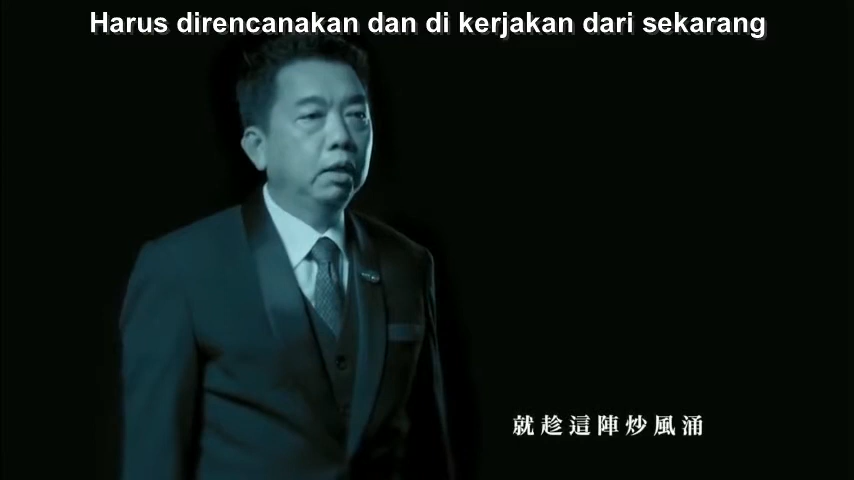 Harus direncanakan dan di kerjakan dari sekarang
就趁這陣炒風涌